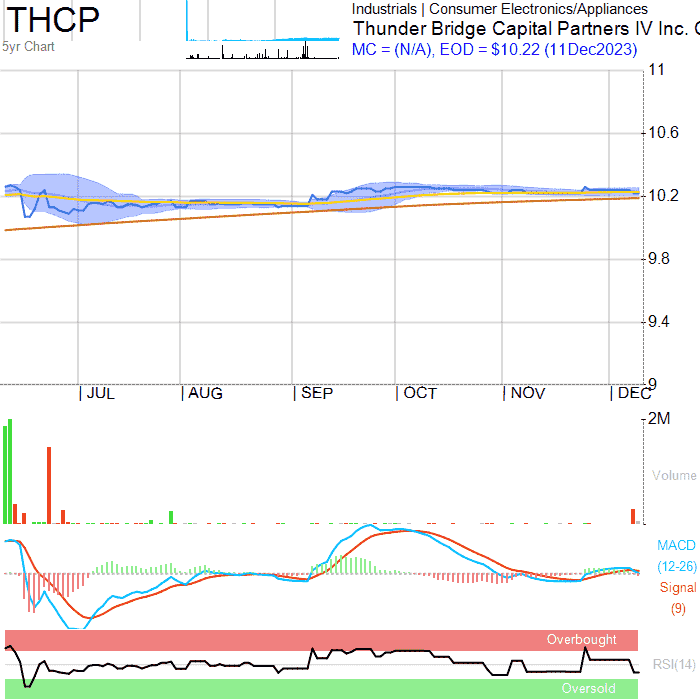 THCP
5yr Chart
Industrials | Consumer Electronics/Appliances
Thunder Bridge Capital Partners IV Inc. C
MC = (N/A), EOD = $10.22 (11Dec2023)
11
10.6
10.2
9.8
9.4
9
JUL AUG SEP OCT NOV DEC
2M
Volume
MACD
(12-26)
Signal
(9)
Overbought
RSI(14)
Oversold